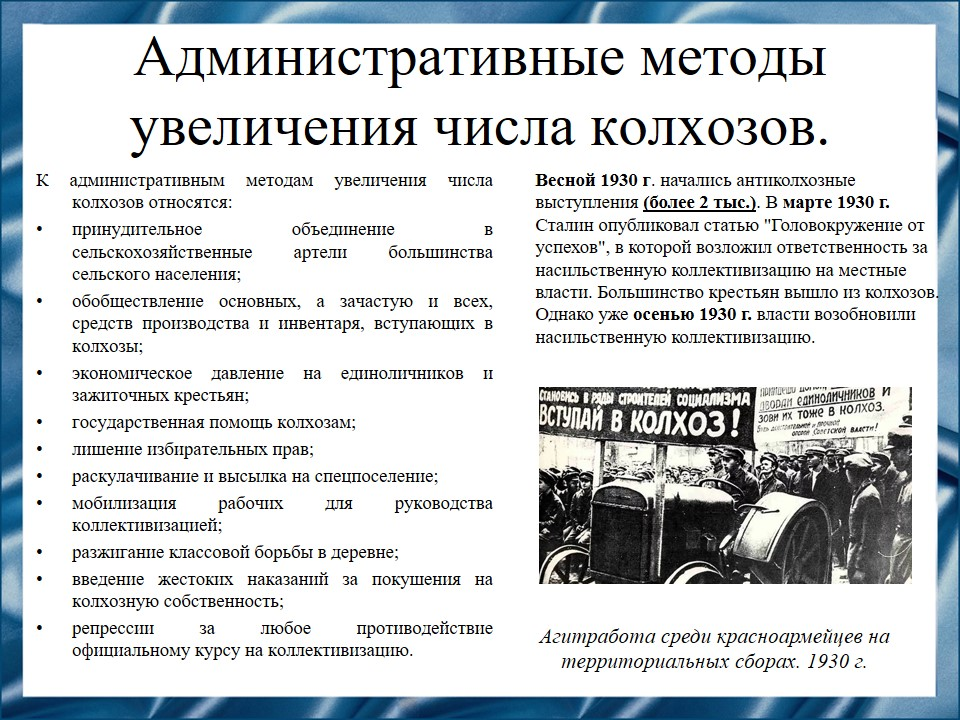 Административные методы
увеличения числа колхозов.
К административным методам увеличения числа
колхозов относятся:
• принудительное объединение в
сельскохозяйственные артели большинства
сельского населения;
• обобществление основных, а зачастую и всех,
средств производства и инвентаря, вступающих в
колхозы;
• экономическое давление на единоличников и
зажиточных крестьян;
• государственная помощь колхозам;
• лишение избирательных прав;
• раскулачивание и высылка на спецпоселение;
• мобилизация рабочих для руководства
коллективизацией;
• разжигание классовой борьбы в деревне;
• введение жестоких наказаний за покушения на
колхозную собственность;
• репрессии за любое противодействие
официальному курсу на коллективизацию.
Весной 1930 г. начались антиколхозные
выступления (более 2 тыс.). В марте 1930 г.
Сталин опубликовал статью "Головокружение от
успехов", в которой возложил ответственность за
насильственную коллективизацию на местные
власти. Большинство крестьян вышло из колхозов.
Однако уже осенью 1930 г. власти возобновили
насильственную коллективизацию.
СТАНОВИСЬ В РЯДЫ СТРОИТЕЛЕЙ СОЦИАЛИЗМА
ВСТУПАЙ В КОЛХОЗ!
ДВОРАМ ЕДИНОЛИЧНИКОВ И
ЗОВИ ИХ ТОЖЕ В КОЛХОЗ.
опорой Советской власти!
Агитработа среди красноармейцев на
территориальных сборах. 1930 г.